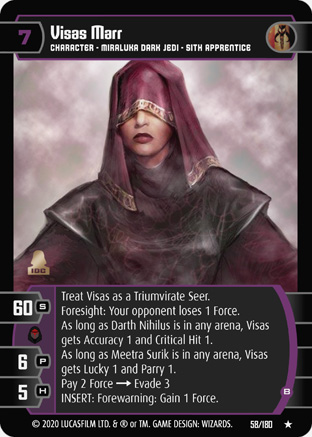 7
Visas Marr
CHARACTER • MIRALUKA DARK JEDI • SITH APPRENTICE
IDC
60 S
6 P
5 H
Treat Visas as a Triumvirate Seer.
Foresight: Your opponent loses 1 Force.
As long as Darth Nihilus is in any arena, Visas
gets Accuracy 1 and Critical Hit 1.
As long as Meetra Surik is in any arena, Visas
gets Lucky 1 and Parry 1.
Pay 2 Force → Evade 3
INSERT: Forewarning: Gain 1 Force.
B
© 2020 LUCASFILM LTD. & ® or TM. GAME DESIGN: WIZARDS.
58/180 ★